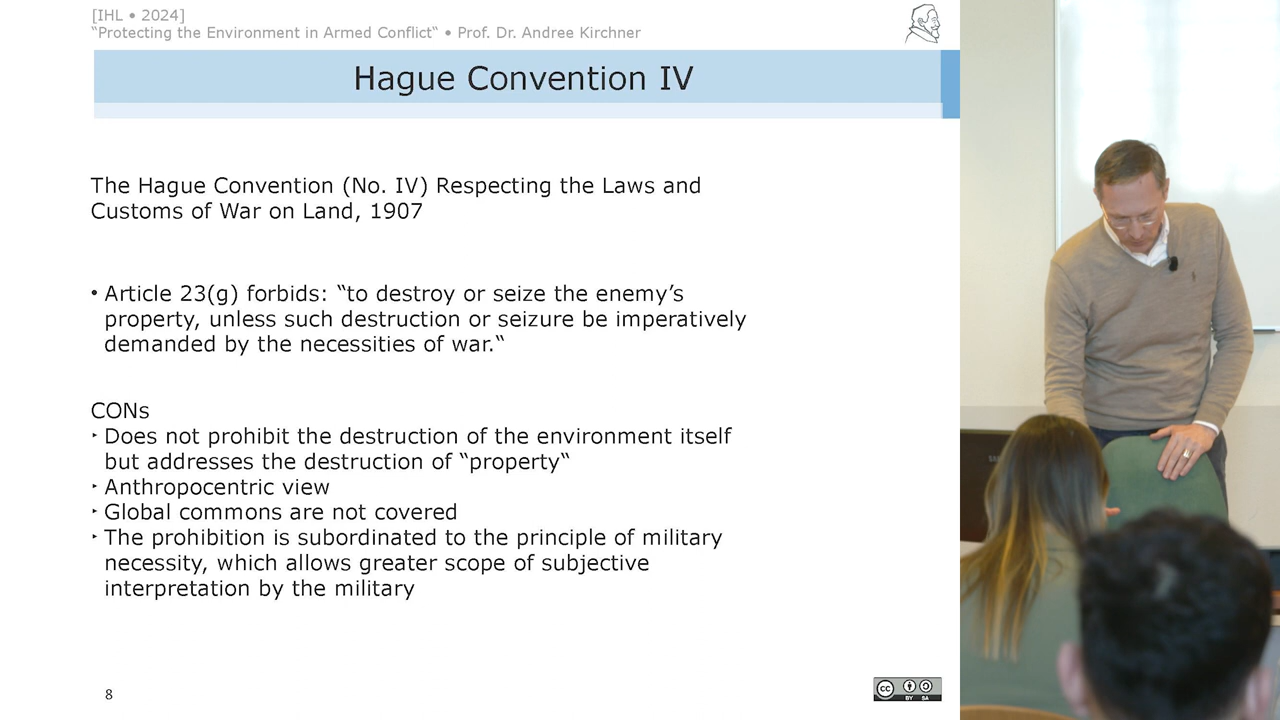 [IHL • 2024]
“Protecting the Environment in Armed Conflict“ • Prof. Dr. Andree Kirchner
Hague Convention IV
The Hague Convention (No. IV) Respecting the Laws and
Customs of War on Land, 1907
• Article 23(g) forbids: “to destroy or seize the enemy’s
property, unless such destruction or seizure be imperatively
demanded by the necessities of war.“
CONs
‣ Does not prohibit the destruction of the environment itself
but addresses the destruction of “property“
‣ Anthropocentric view
‣ Global commons are not covered
‣ The prohibition is subordinated to the principle of military
necessity, which allows greater scope of subjective
interpretation by the military
8
cc
BY SA